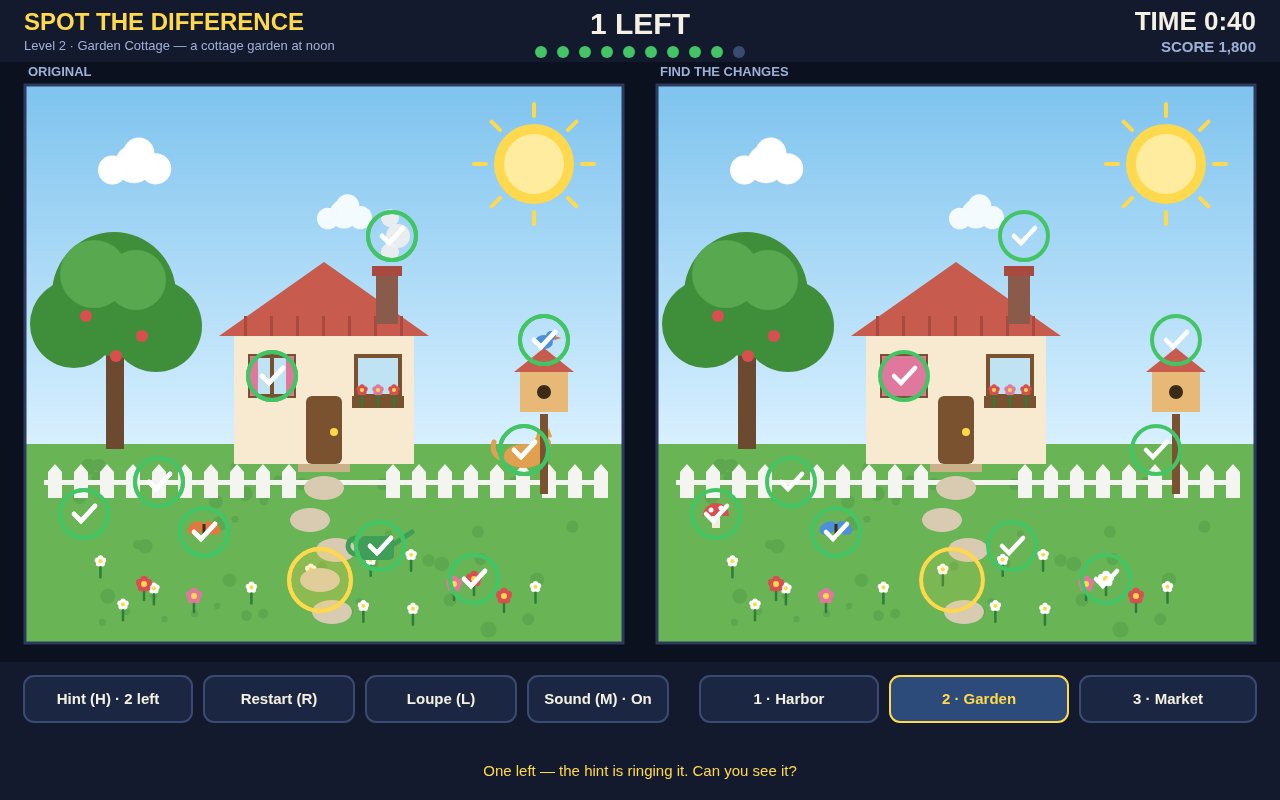 SPOT THE DIFFERENCE
Level 2 · Garden Cottage — a cottage garden at noon
1 LEFT
TIME 0:40
SCORE 1,800
ORIGINAL
FIND THE CHANGES
Hint (H) · 2 left
Restart (R)
Loupe (L)
Sound (M) · On
1 · Harbor
2 · Garden
3 · Market
One left — the hint is ringing it. Can you see it?